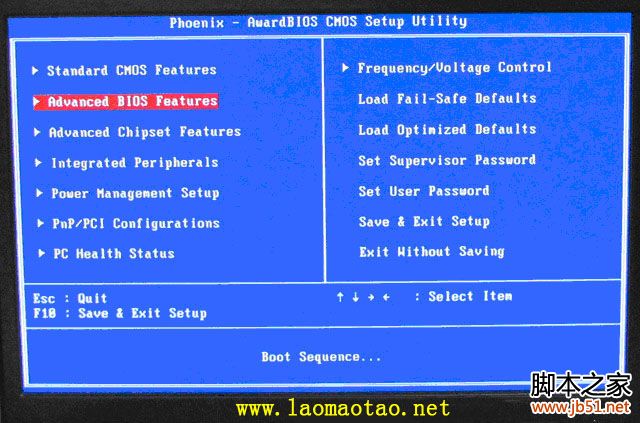 Phoenix - AwardBIOS CMOS Setup Utility
Standard CMOS Features
Advanced BIOS Features
Advanced Chipset Features
Integrated Peripherals
Power Management Setup
PnP/PCI Configurations
PC Health Status
Frequency/Voltage Control
Load Fail-Safe Defaults
Load Optimized Defaults
Set Supervisor Password
Set User Password
Save & Exit Setup
Exit Without Saving
Esc : Quit
F10 : Save & Exit Setup
↑ ↓ → ← : Select Item
Boot Sequence...
www.laomaotao.net
脚本之家
www.jb51.net